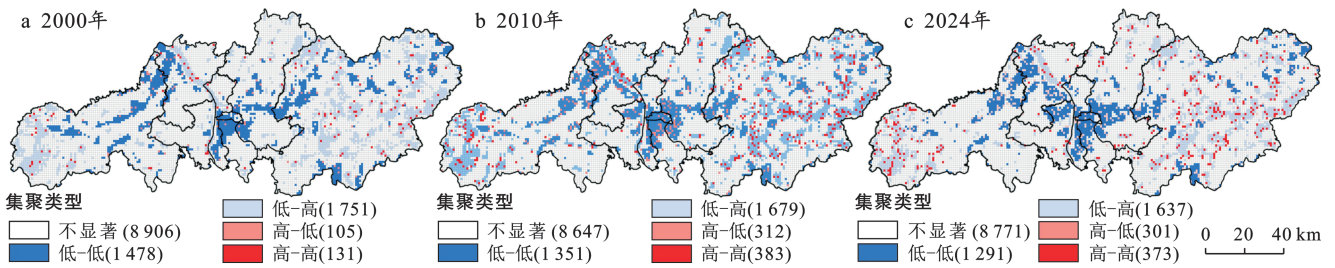 a 2000年
b 2010年
c 2024年
集聚类型
不显著(8 906)
低-低(1 478)
低-高(1 751)
高-低(105)
高-高(131)
集聚类型
不显著(8 647)
低-低(1 351)
低-高(1 679)
高-低(312)
高-高(383)
集聚类型
不显著(8 771)
低-低(1 291)
低-高(1 637)
高-低(301)
高-高(373)
0 20 40 km